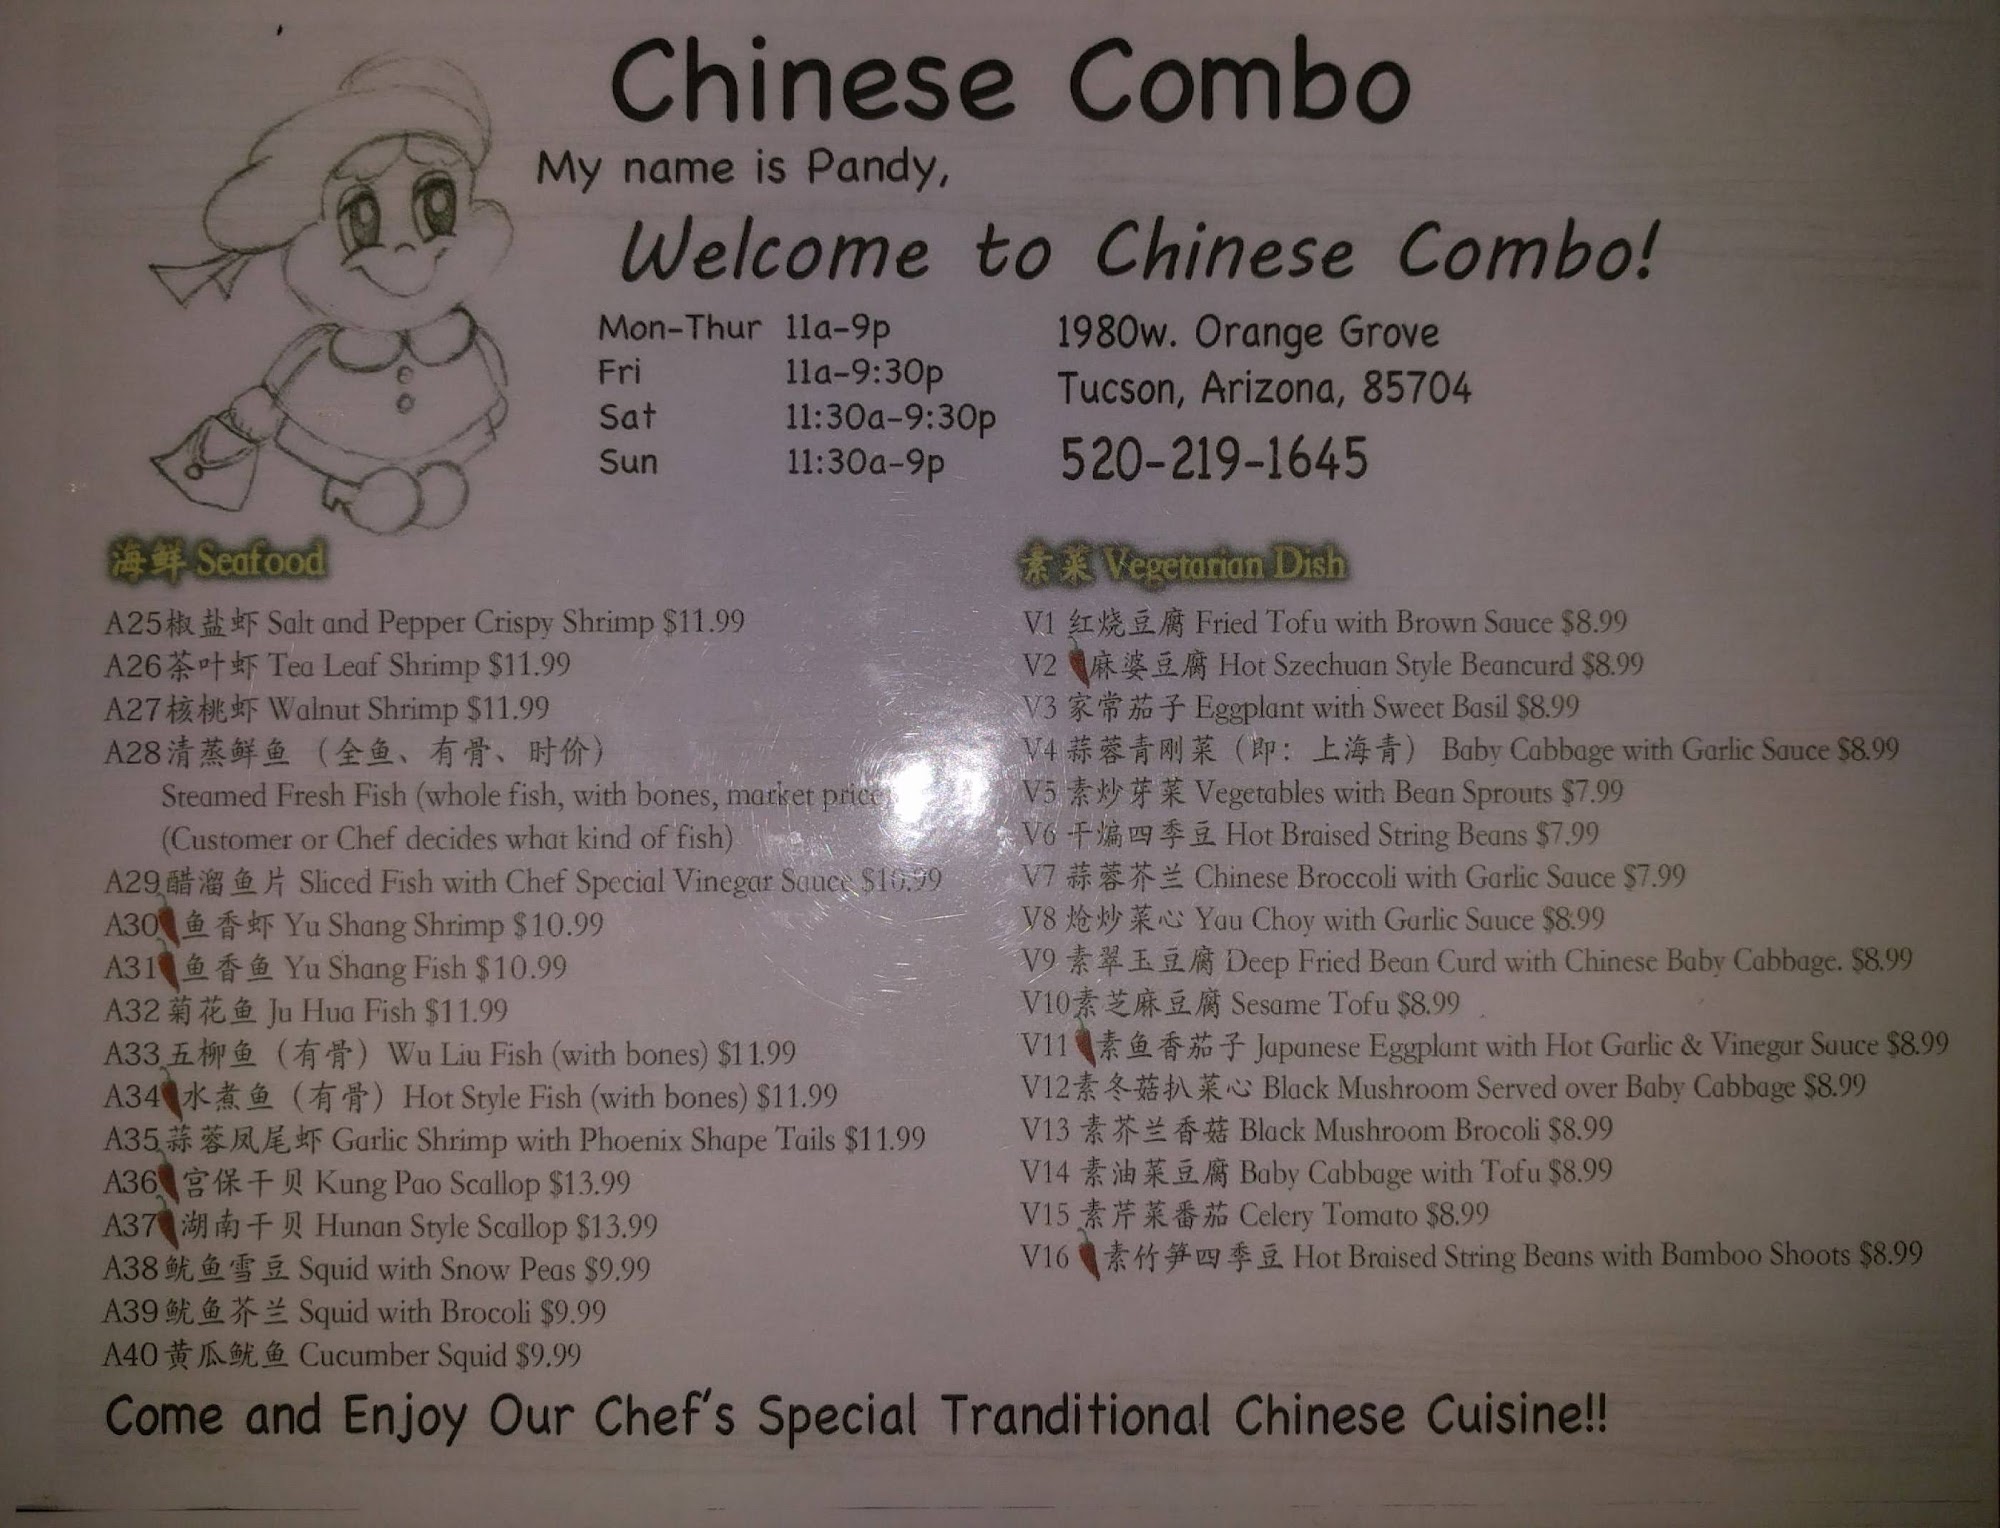 Chinese Combo
My name is Pandy,
Welcome to Chinese Combo!
Mon-Thur 11a-9p
Fri 11a-9:30p
Sat 11:30a-9:30p
Sun 11:30a-9p
1980w. Orange Grove
Tucson, Arizona, 85704
520-219-1645
海鲜 Seafood
A25椒盐虾 Salt and Pepper Crispy Shrimp $11.99
A26茶叶虾 Tea Leaf Shrimp $11.99
A27核桃虾 Walnut Shrimp $11.99
A28清蒸鲜鱼 （全鱼、有骨、时价）
Steamed Fresh Fish (whole fish, with bones, market price
(Customer or Chef decides what kind of fish)
A29醋溜鱼片 Sliced Fish with Chef Special Vinegar Sauce $10.99
A30 鱼香虾 Yu Shang Shrimp $10.99
A31 鱼香鱼 Yu Shang Fish $10.99
A32菊花鱼 Ju Hua Fish $11.99
A33五柳鱼（有骨）Wu Liu Fish (with bones) $11.99
A34 水煮鱼（有骨）Hot Style Fish (with bones) $11.99
A35蒜蓉凤尾虾 Garlic Shrimp with Phoenix Shape Tails $11.99
A36 宫保干贝 Kung Pao Scallop $13.99
A37 湖南干贝 Hunan Style Scallop $13.99
A38鱿鱼雪豆 Squid with Snow Peas $9.99
A39鱿鱼芥兰 Squid with Brocoli $9.99
A40黄瓜鱿鱼 Cucumber Squid $9.99
素菜 Vegetarian Dish
V1 红烧豆腐 Fried Tofu with Brown Sauce $8.99
V2 麻婆豆腐 Hot Szechuan Style Beancurd $8.99
V3 家常茄子 Eggplant with Sweet Basil $8.99
V4 蒜蓉青刚菜（即：上海青） Baby Cabbage with Garlic Sauce $8.99
V5 素炒芽菜 Vegetables with Bean Sprouts $7.99
V6 干煸四季豆 Hot Braised String Beans $7.99
V7 蒜蓉芥兰 Chinese Broccoli with Garlic Sauce $7.99
V8 炝炒菜心 Yau Choy with Garlic Sauce $8.99
V9 素翠玉豆腐 Deep Fried Bean Curd with Chinese Baby Cabbage. $8.99
V10素芝麻豆腐 Sesame Tofu $8.99
V11 素鱼香茄子 Japanese Eggplant with Hot Garlic & Vinegar Sauce $8.99
V12素冬菇扒菜心 Black Mushroom Served over Baby Cabbage $8.99
V13 素芥兰香菇 Black Mushroom Brocoli $8.99
V14 素油菜豆腐 Baby Cabbage with Tofu $8.99
V15 素芹菜番茄 Celery Tomato $8.99
V16 素竹笋四季豆 Hot Braised String Beans with Bamboo Shoots $8.99
Come and Enjoy Our Chef's Special Tranditional Chinese Cuisine!!